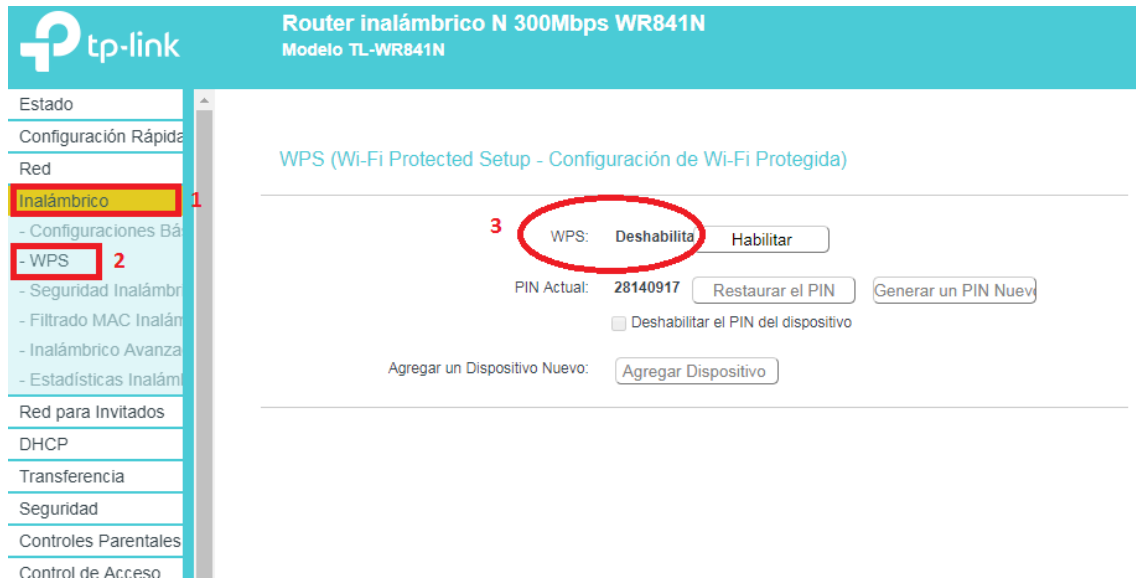 tp-link
Router inalámbrico N 300Mbps WR841N
Modelo TL-WR841N
Estado
Configuración Rápida
Red
Inalámbrico 1
- Configuraciones Bá
- WPS 2
- Seguridad Inalámbr
- Filtrado MAC Inalám
- Inalámbrico Avanza
- Estadísticas Inalám
Red para Invitados
DHCP
Transferencia
Seguridad
Controles Parentales
Control de Acceso
WPS (Wi-Fi Protected Setup - Configuración de Wi-Fi Protegida)
3 WPS: Deshabilita Habilitar
PIN Actual: 28140917 Restaurar el PIN Generar un PIN Nuev
Deshabilitar el PIN del dispositivo
Agregar un Dispositivo Nuevo: Agregar Dispositivo